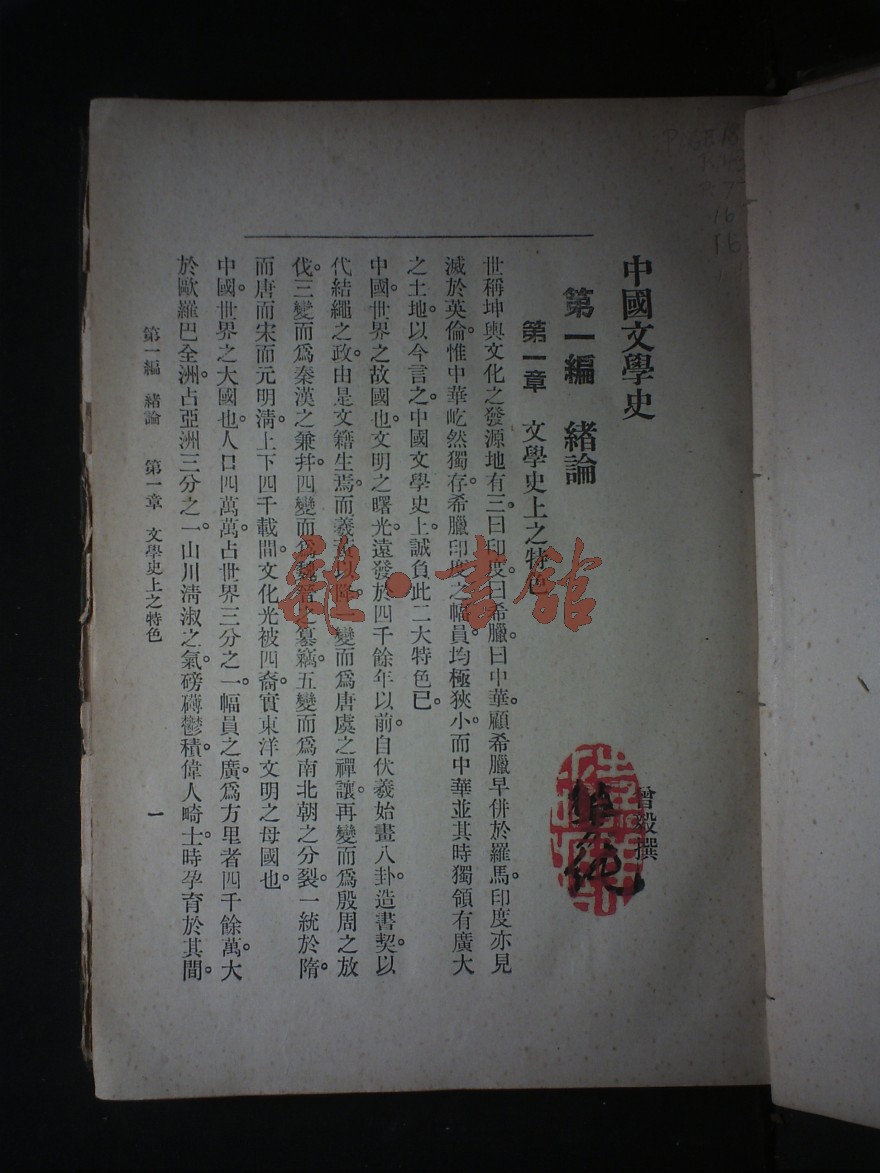 中國文學史
曾毅撰
第一編 緒論
第一章 文學史上之特色
世稱坤輿文化之發源地有三。曰印度。曰希臘。曰中華。顧希臘早併於羅馬。印度亦見
滅於英倫。惟中華屹然獨存。希臘印度之幅員。均極狹小。而中華並其時獨領有廣大
之土地。以今言之。中國文學史上。誠負此二大特色已。
中國。世界之故國也。文明之曙光。遠發於四千餘年以前。自伏羲始畫八卦。造書契。以
代結繩之政。由是文籍生焉。而羲黃以降。一變而爲唐虞之禪讓。再變而爲殷周之放
伐。三變而爲秦漢之兼幷。四變而爲魏晉之篡竊。五變而爲南北朝之分裂。一統於隋。
而唐而宋而元明淸。上下四千載間。文化光被四裔。實東洋文明之母國也。
中國。世界之大國也。人口四萬萬。占世界三分之一。幅員之廣。爲方里者四千餘萬。大
於歐羅巴全洲。占亞洲三分之一。山川淸淑之氣。磅礴鬱積。偉人畸士。時孕育於其間。
第一編 緒論 第一章 文學史上之特色 一
雜·書館
16
16